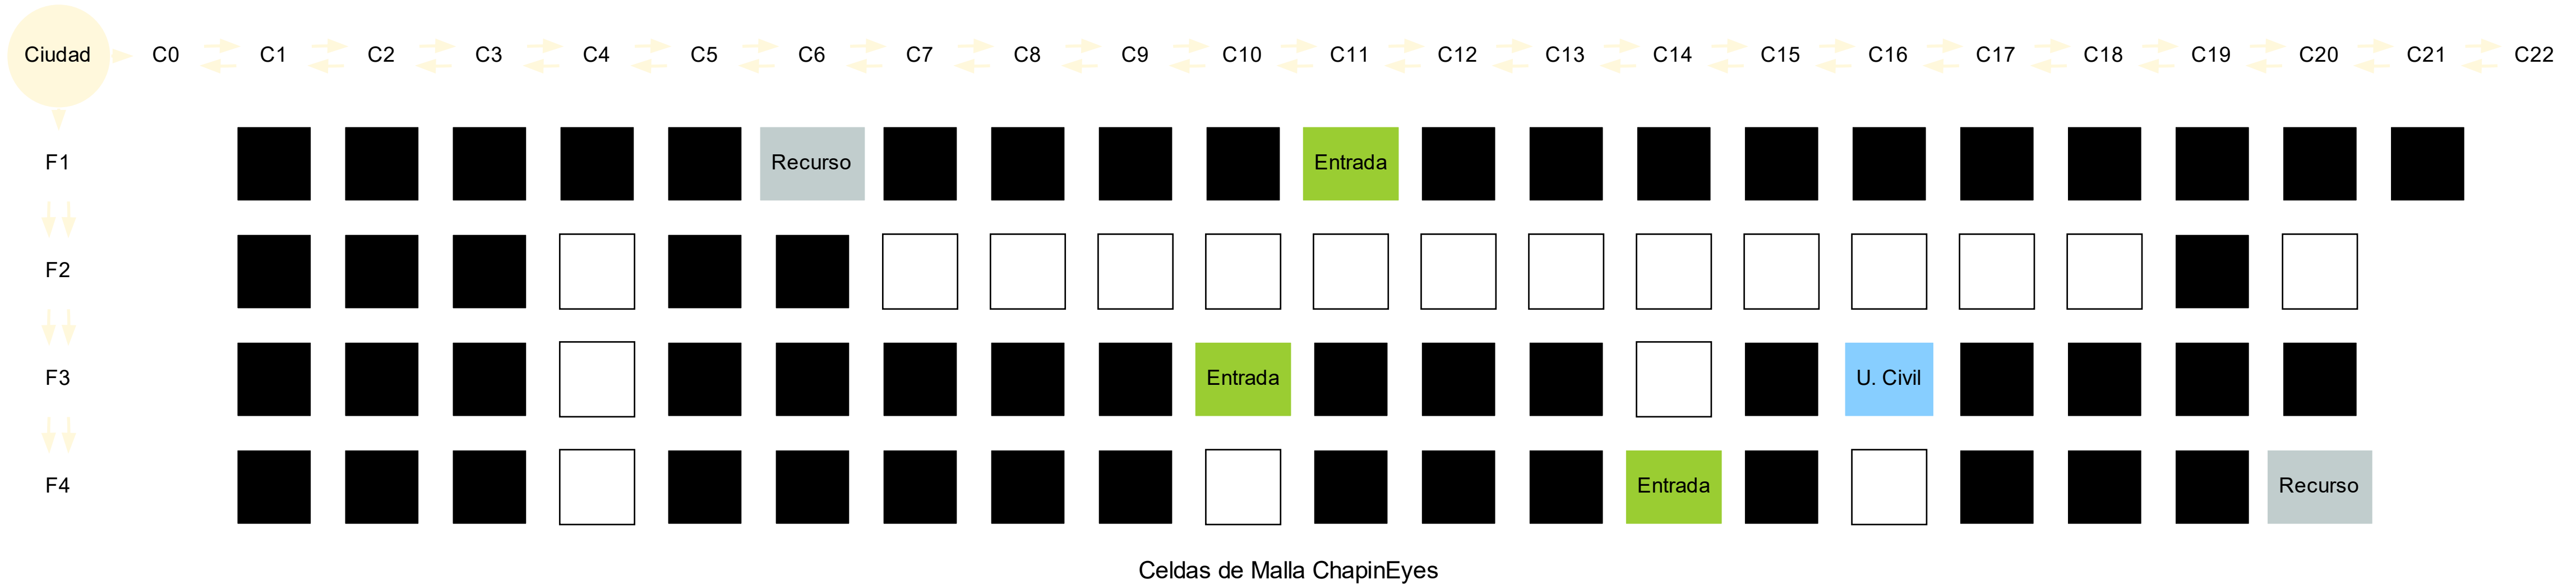 Ciudad C0 C1 C2 C3 C4 C5 C6 C7 C8 C9 C10 C11 C12 C13 C14 C15 C16 C17 C18 C19 C20 C21 C22
F1 Recurso Entrada
F2
F3 Entrada U. Civil
F4 Entrada Recurso
Celdas de Malla ChapinEyes